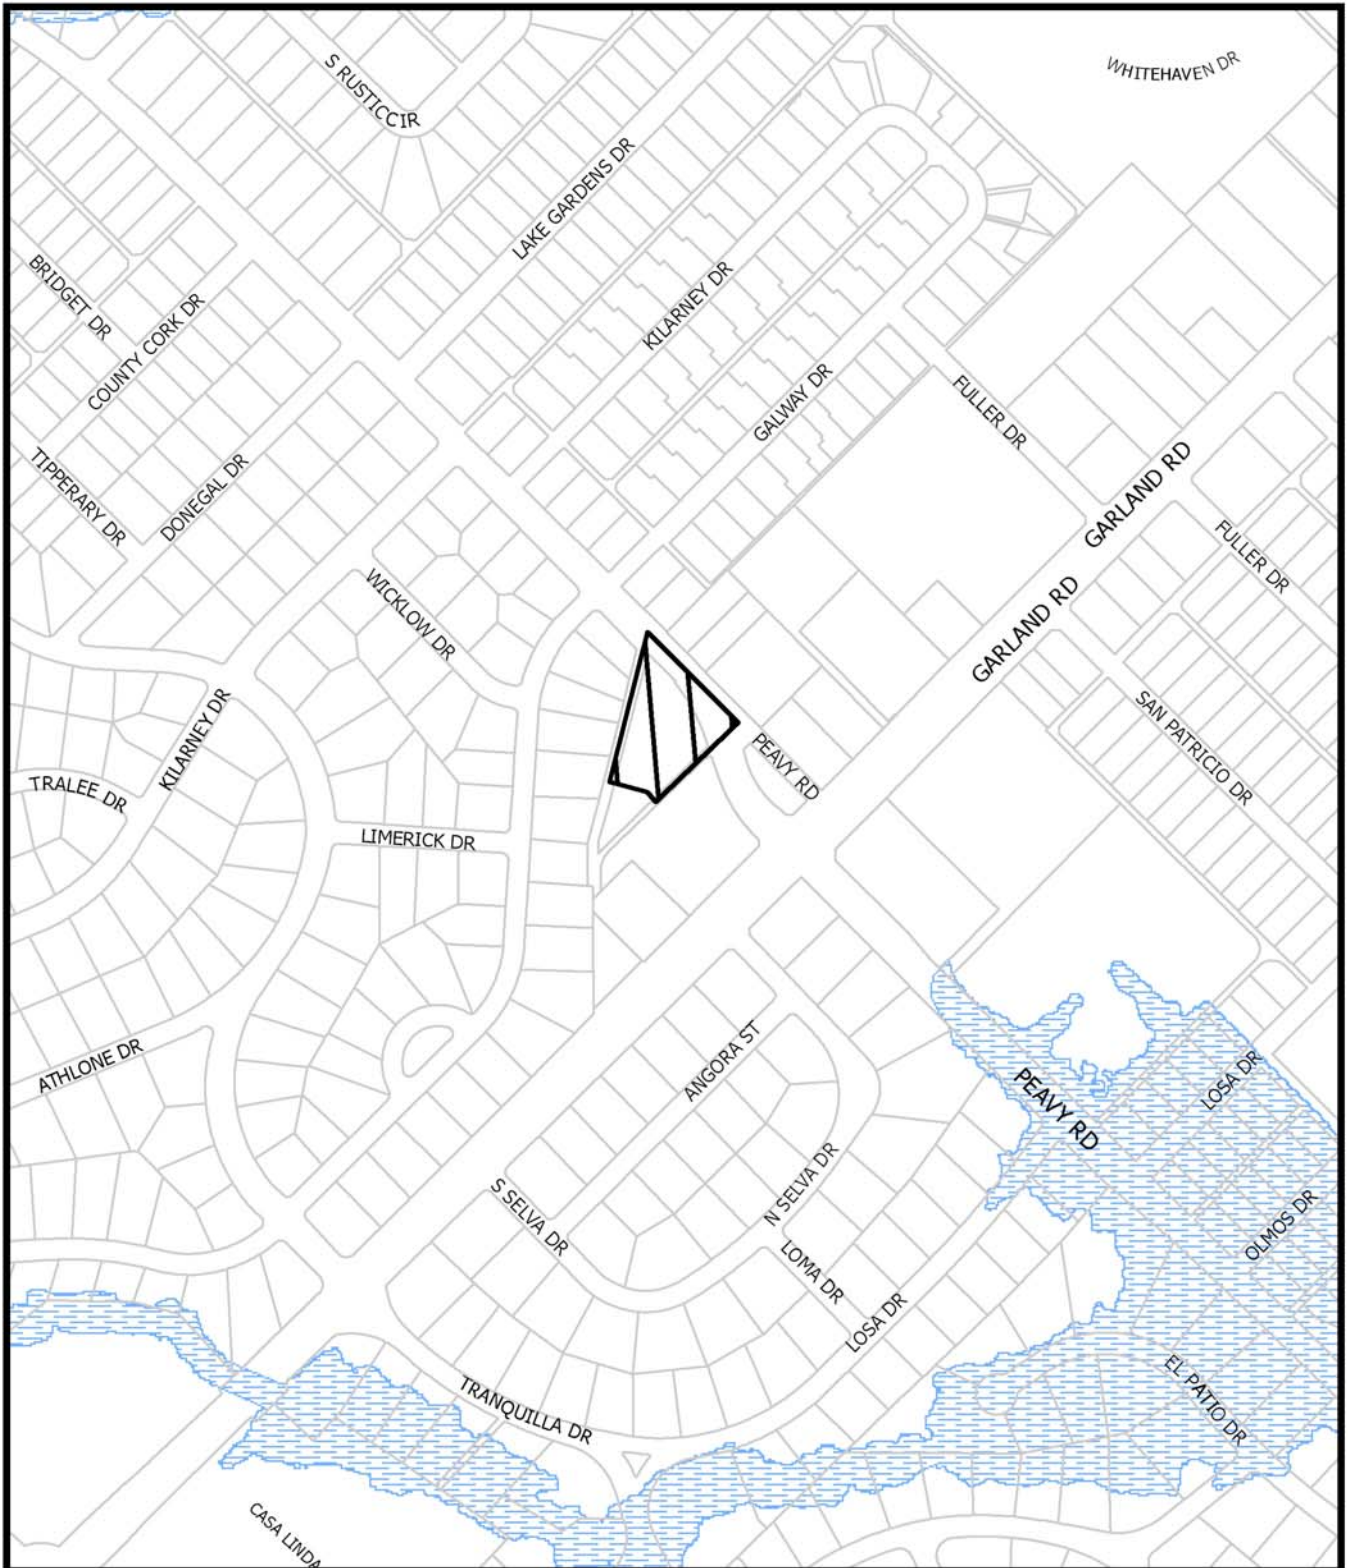 WHITEHAVEN DR
S RUSTICCIR
LAKE GARDENS DR
BRIDGET DR
COUNTY CORK DR
KILARNEY DR
GALWAY DR
FULLER DR
TIPPERARY DR
DONEGAL DR
GARLAND RD
FULLER DR
WICKLOW DR
GARLAND RD
KILARNEY DR
SAN PATRICIO DR
PEAVY RD
TRALEE DR
LIMERICK DR
ATHLONE DR
ANGORA ST
PEAVY RD
LOSA DR
S SELVA DR
N SELVA DR
OLMOS DR
LOMA DR
LOSA DR
EL PATIO DR
TRANQUILLA DR
CASA LINDA